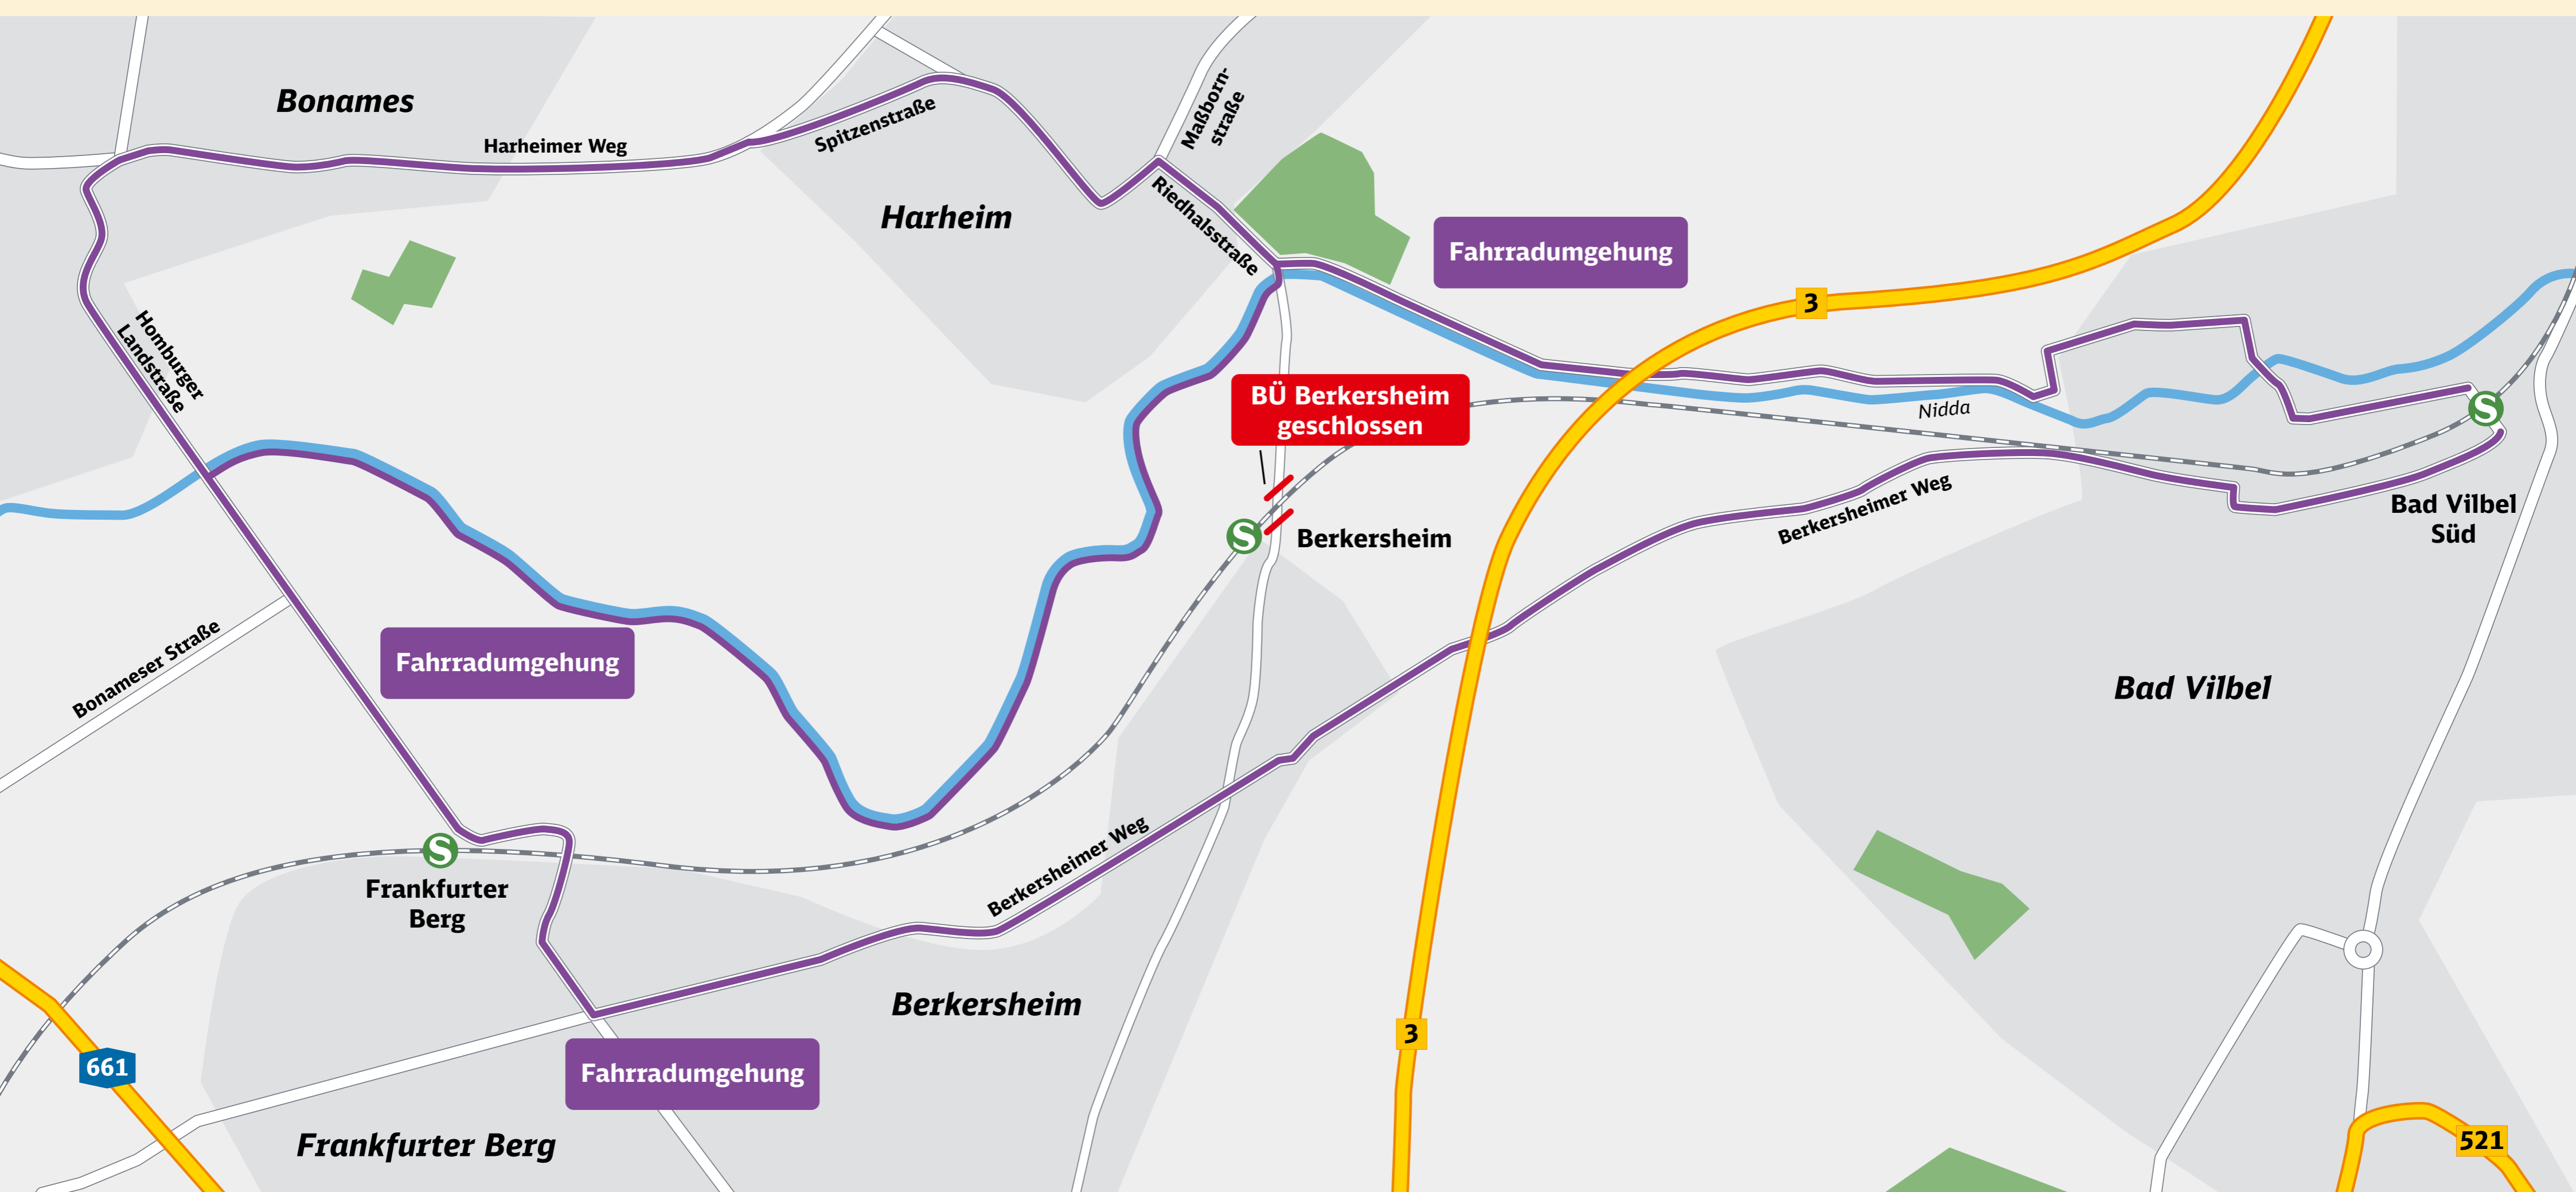 Bonames
Harheimer Weg
Spitzenstraße
Maßborn-
straße
Harheim
Riedhalsstraße
Fahrradumgehung
3
Homburger
Landstraße
BÜ Berkersheim
geschlossen
Nidda
S
Bad Vilbel
Süd
Berkersheimer Weg
S
Berkersheim
Bonameser Straße
Fahrradumgehung
Bad Vilbel
S
Frankfurter
Berg
Berkersheimer Weg
Berkersheim
3
661
Fahrradumgehung
Frankfurter Berg
521